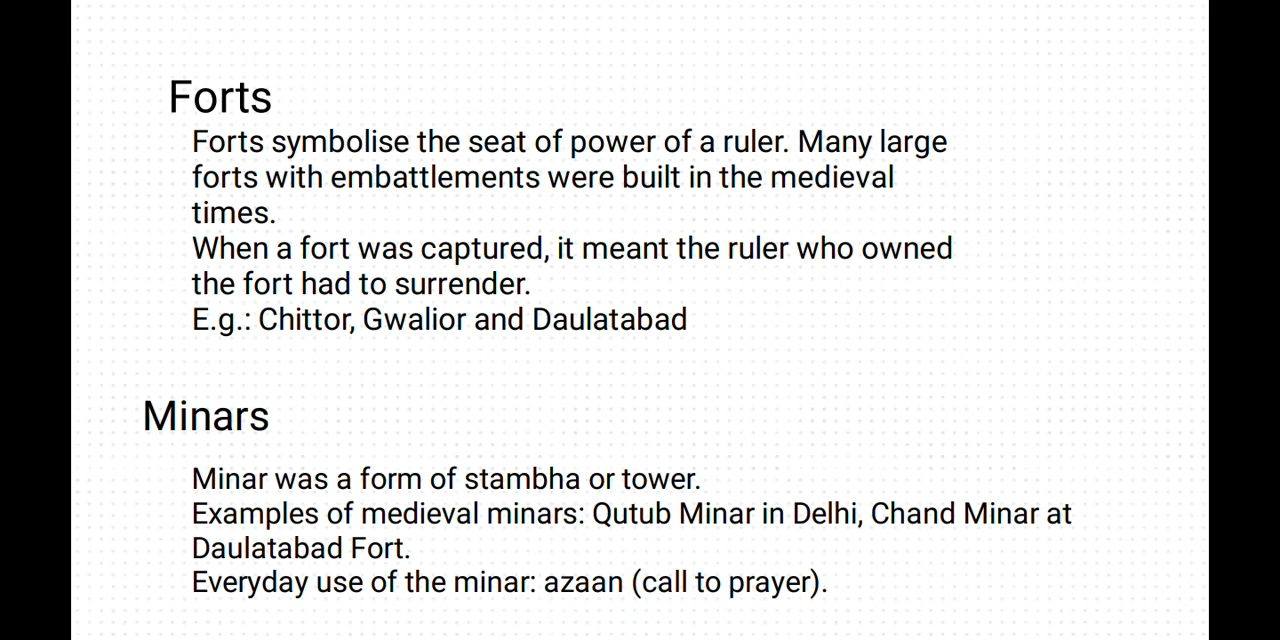 Forts
Forts symbolise the seat of power of a ruler. Many large
forts with embattlements were built in the medieval
times.
When a fort was captured, it meant the ruler who owned
the fort had to surrender.
E.g.: Chittor, Gwalior and Daulatabad
Minars
Minar was a form of stambha or tower.
Examples of medieval minars: Qutub Minar in Delhi, Chand Minar at
Daulatabad Fort.
Everyday use of the minar: azaan (call to prayer).